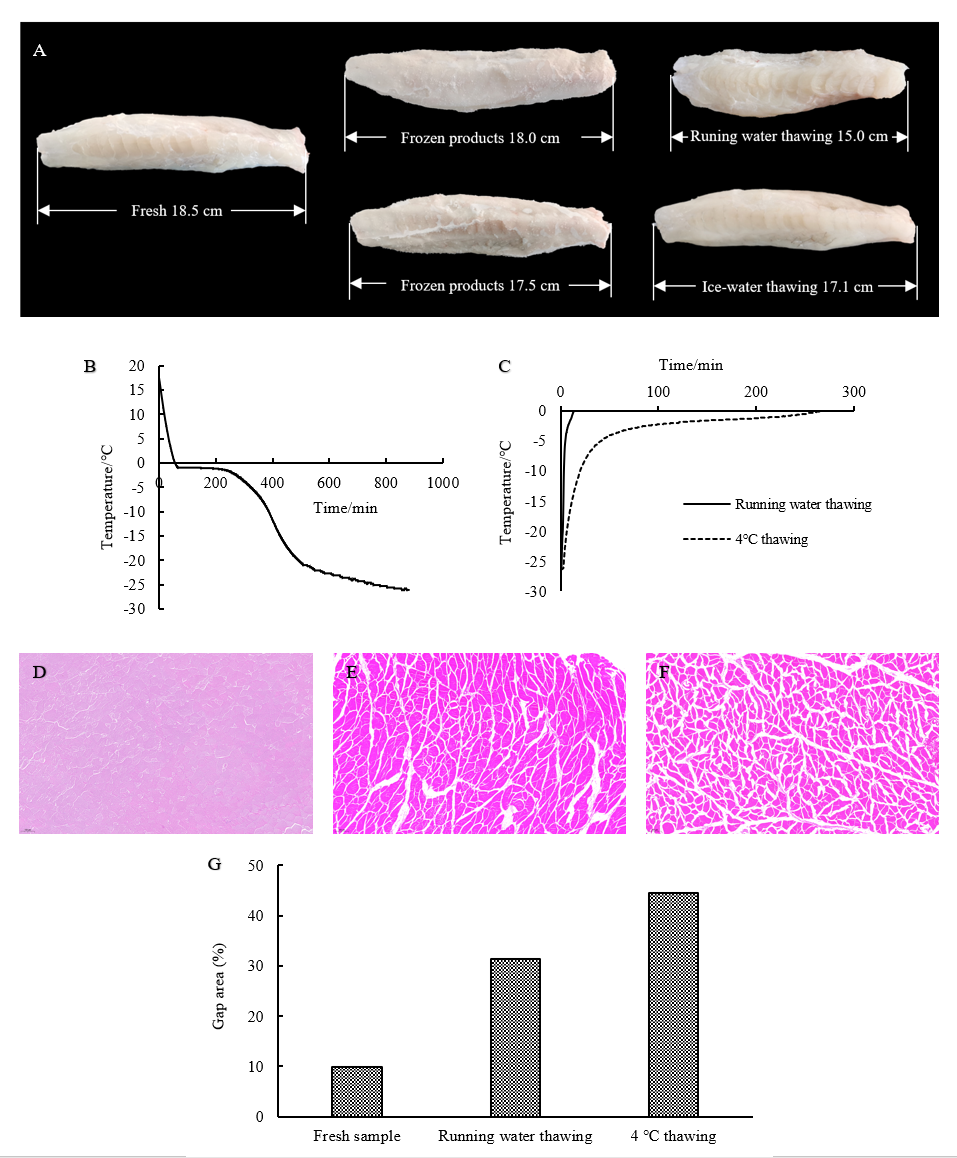 A
Frozen products 18.0 cm
Runing water thawing 15.0 cm
Fresh 18.5 cm
Frozen products 17.5 cm
Ice-water thawing 17.1 cm
B
20
15
10
5
0
-5
-10
-15
-20
-25
-30
Temperature/℃
0 200 400 600 800 1000
Time/min
C
Time/min
0 100 200 300
0
-5
-10
-15
-20
-25
-30
Temperature/℃
Running water thawing
4℃ thawing
D
E
F
G
50
40
30
20
10
0
Gap area (%)
Fresh sample Running water thawing 4 ℃ thawing